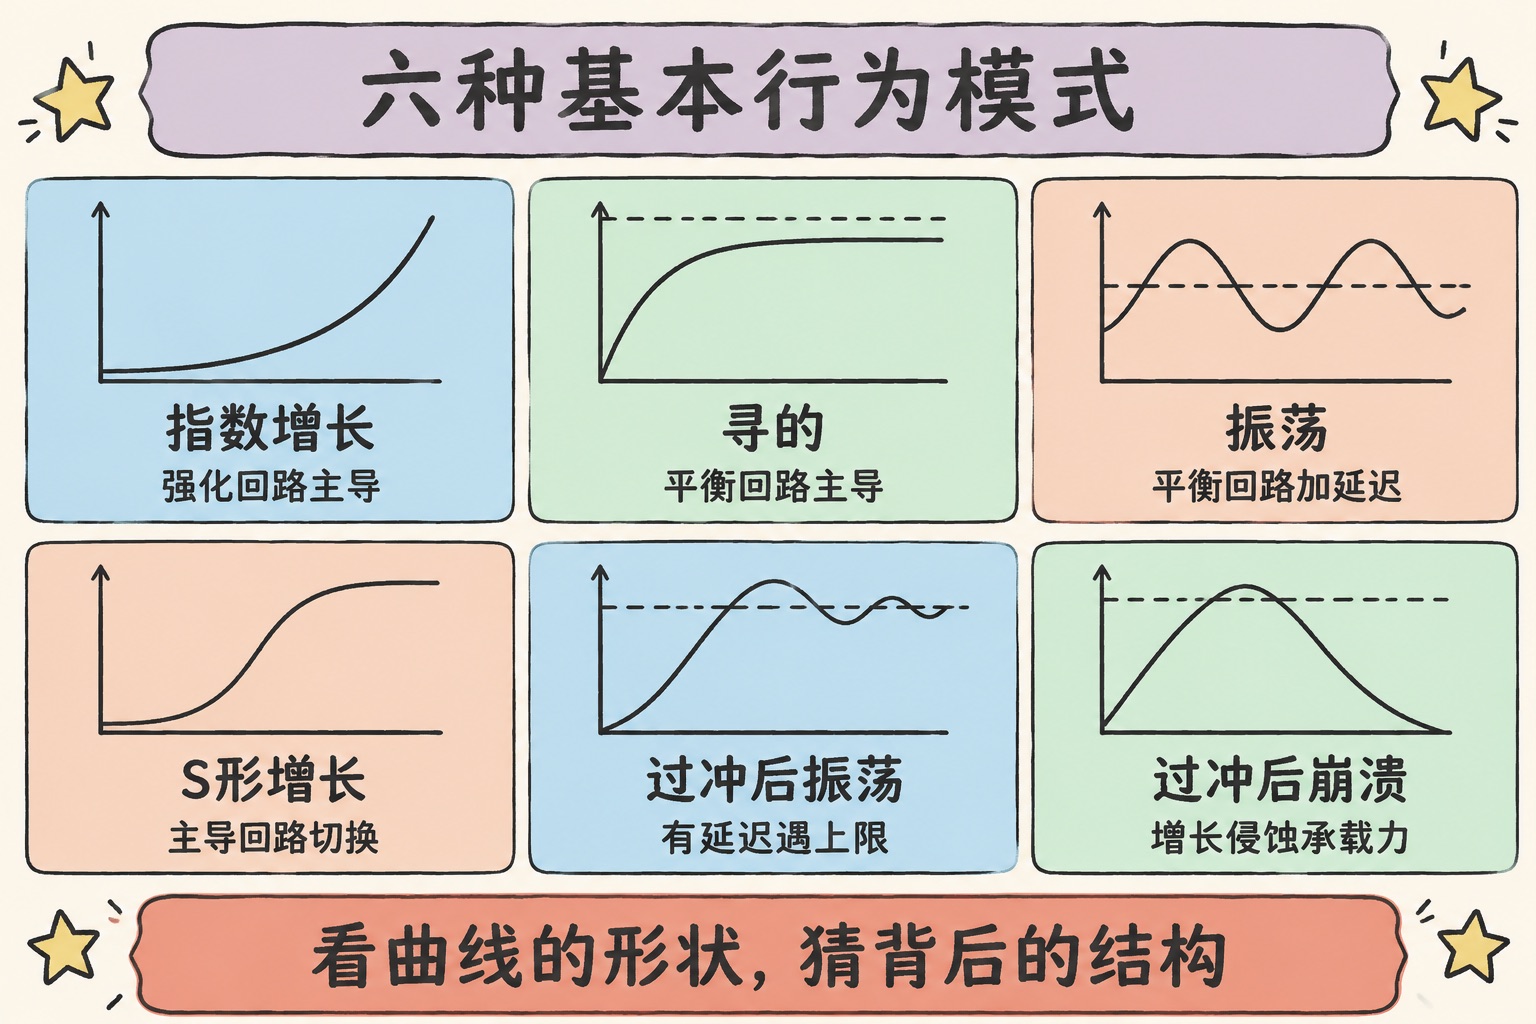 六种基本行为模式
指数增长
强化回路主导
寻的
平衡回路主导
振荡
平衡回路加延迟
S形增长
主导回路切换
过冲后振荡
有延迟遇上限
过冲后崩溃
增长侵蚀承载力
看曲线的形状,猜背后的结构